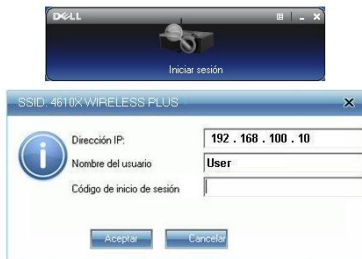 DELL
Iniciar sesión
SSID: 4610X WIRELESS PLUS
Dirección IP: 192 . 168 . 100 . 10
Nombre del usuario User
Código de inicio de sesión
Aceptar Cancelar